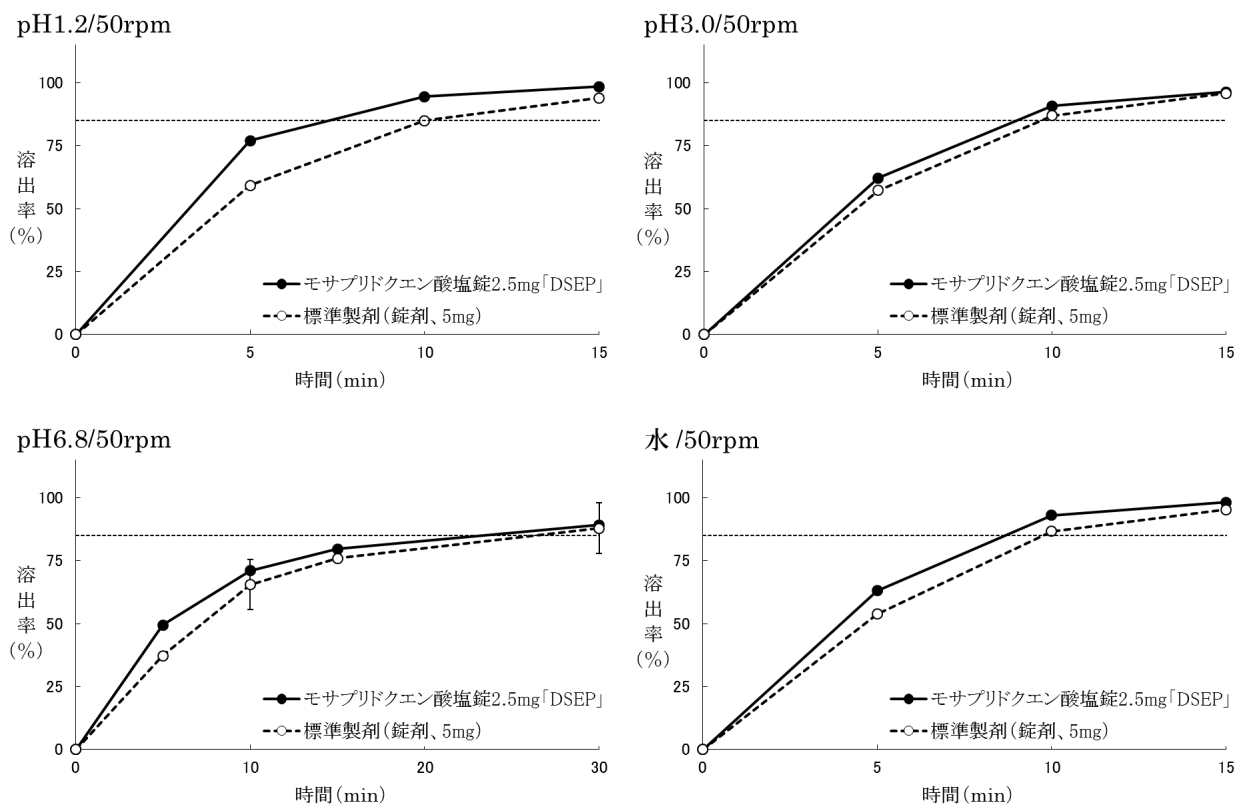 pH1.2/50rpm
100
75
50
25
0
溶出率(%)
0 5 10 15
時間(min)
モサプリドクエン酸塩錠2.5mg「DSEP」
標準製剤(錠剤、5mg)
pH3.0/50rpm
100
75
50
25
0
溶出率(%)
0 5 10 15
時間(min)
モサプリドクエン酸塩錠2.5mg「DSEP」
標準製剤(錠剤、5mg)
pH6.8/50rpm
100
75
50
25
0
溶出率(%)
0 10 20 30
時間(min)
モサプリドクエン酸塩錠2.5mg「DSEP」
標準製剤(錠剤、5mg)
水 /50rpm
100
75
50
25
0
溶出率(%)
0 5 10 15
時間(min)
モサプリドクエン酸塩錠2.5mg「DSEP」
標準製剤(錠剤、5mg)